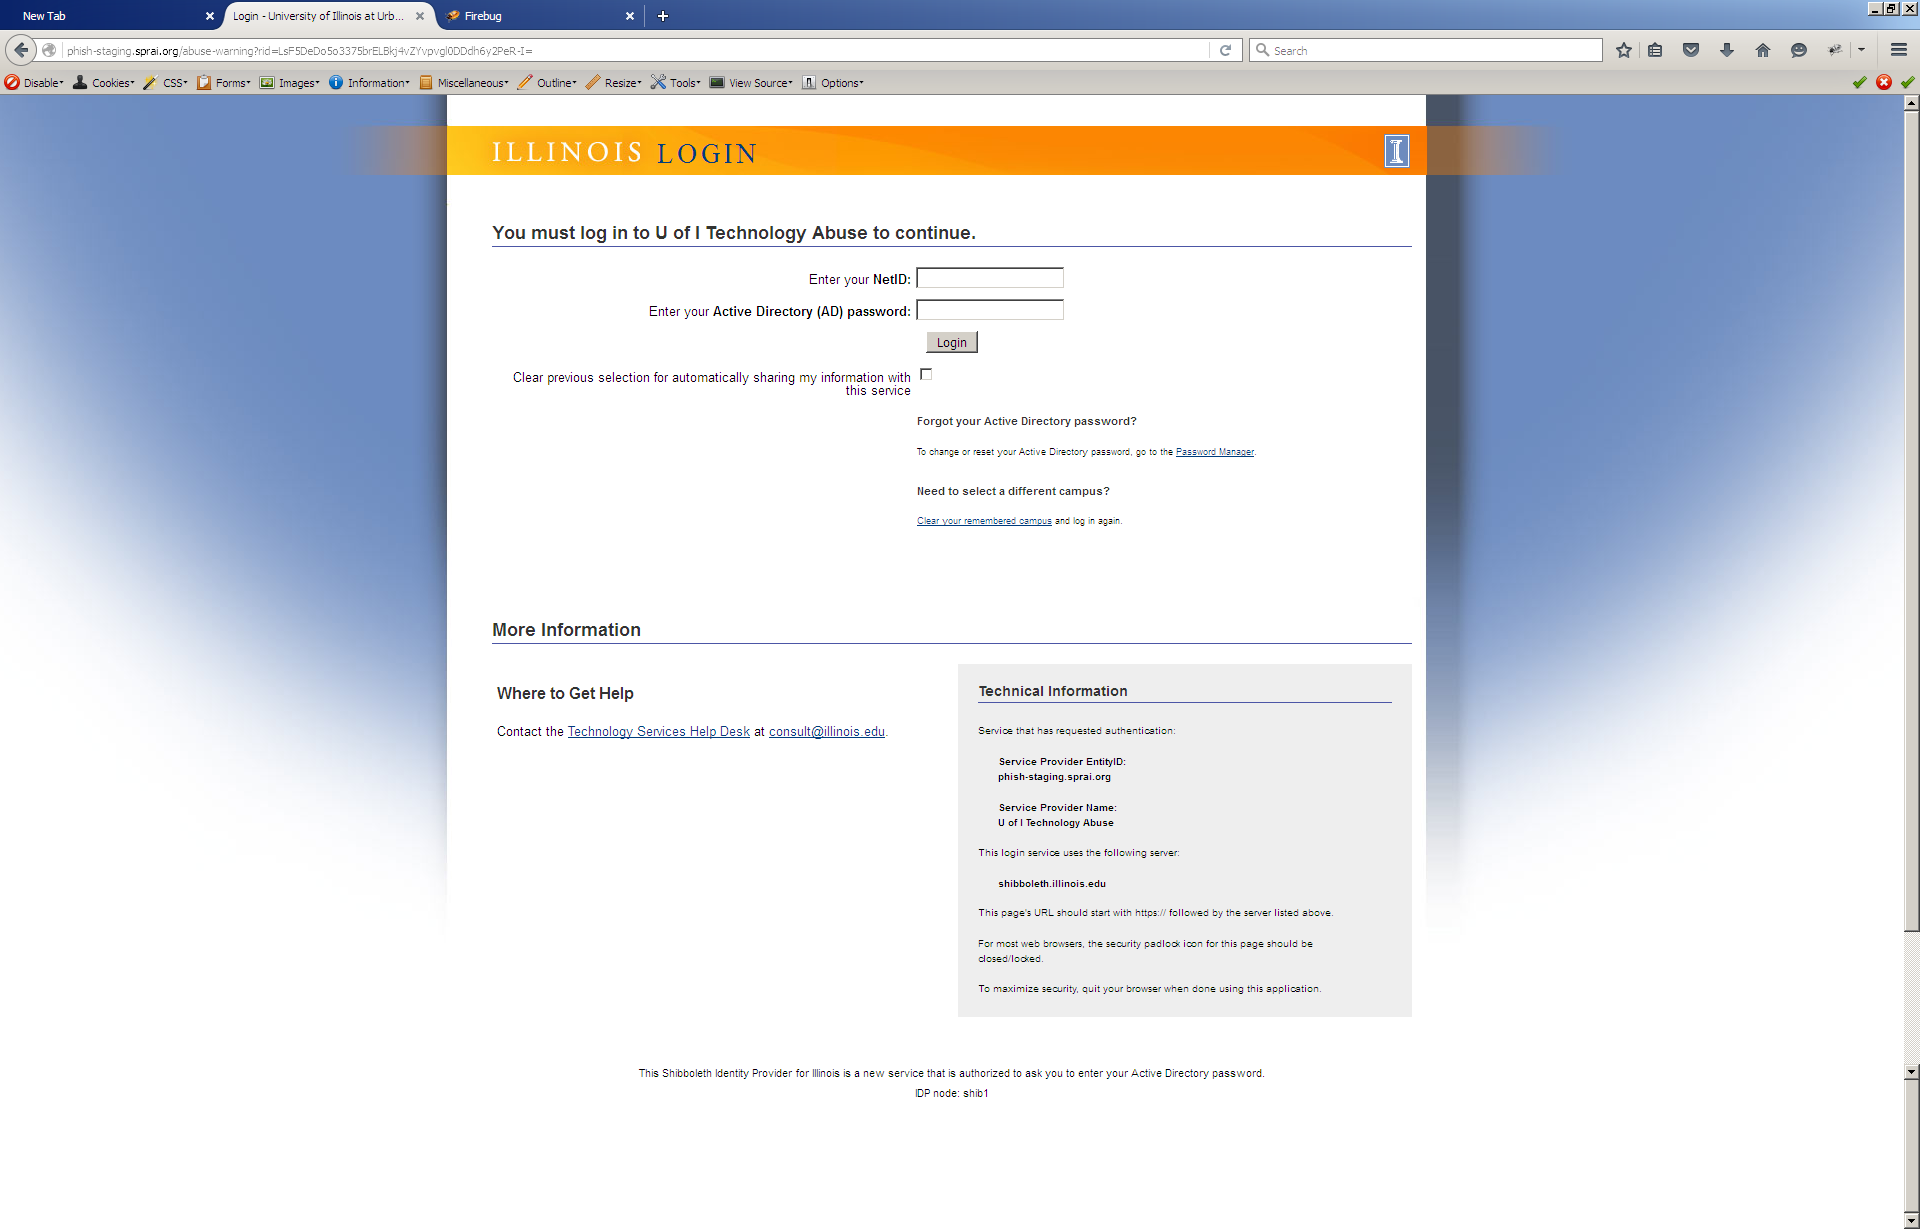 New Tab
Login - University of Illinois at Urb...
Firebug
phish-staging.sprai.org/abuse-warning?rid=LsF5DeDo5o3375brELBkj4vZYvpvgl0DDdh6y2PeR-I=
Search
Disable
Cookies
CSS
Forms
Images
Information
Miscellaneous
Outline
Resize
Tools
View Source
Options
ILLINOIS LOGIN
I
You must log in to U of I Technology Abuse to continue.
Enter your NetID:
Enter your Active Directory (AD) password:
Login
Clear previous selection for automatically sharing my information with
this service
Forgot your Active Directory password?
To change or reset your Active Directory password, go to the Password Manager.
Need to select a different campus?
Clear your remembered campus and log in again.
More Information
Where to Get Help
Contact the Technology Services Help Desk at consult@illinois.edu.
Technical Information
Service that has requested authentication:
Service Provider EntityID:
phish-staging.sprai.org
Service Provider Name:
U of I Technology Abuse
This login service uses the following server:
shibboleth.illinois.edu
This page's URL should start with https:// followed by the server listed above.
For most web browsers, the security padlock icon for this page should be
closed/locked.
To maximize security, quit your browser when done using this application.
This Shibboleth Identity Provider for Illinois is a new service that is authorized to ask you to enter your Active Directory password.
IDP node: shib1